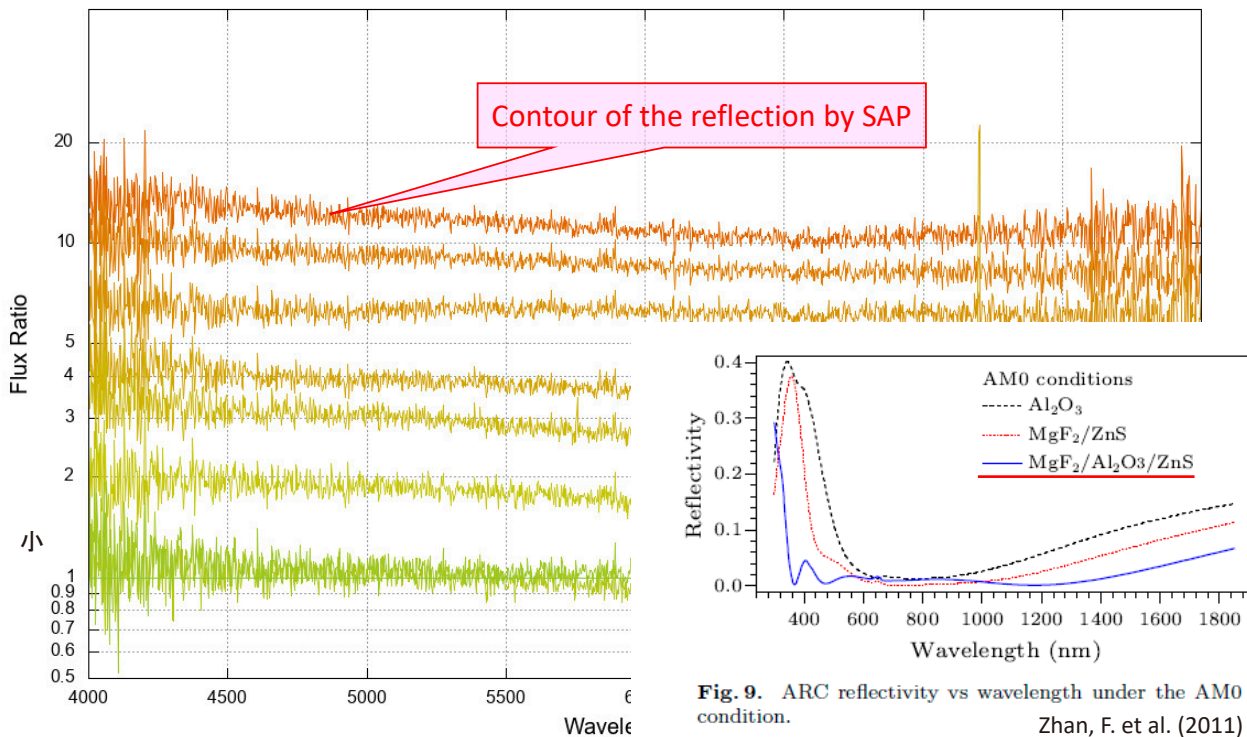 Contour of the reflection by SAP
20
10
5
4
3
2
1
0.9
0.8
0.7
0.6
0.5
Flux Ratio
小
4000
4500
5000
5500
6
Wavele
0.4
0.3
0.2
0.1
0.0
Reflectivity
AM0 conditions
Al₂O₃
MgF₂/ZnS
MgF₂/Al₂O₃/ZnS
400
600
800
1000
1200
1400
1600
1800
Wavelength (nm)
Fig. 9. ARC reflectivity vs wavelength under the AM0
condition.
Zhan, F. et al. (2011)